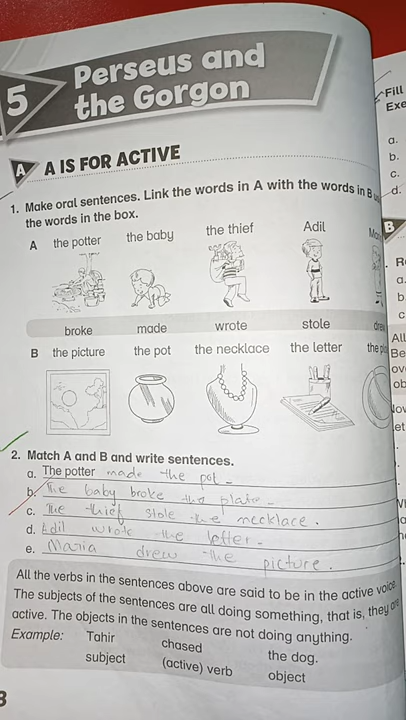 5
Perseus and
the Gorgon
A A IS FOR ACTIVE
1. Make oral sentences. Link the words in A with the words in B
the words in the box.
A the potter the baby the thief Adil
broke made wrote stole drew
B the picture the pot the necklace the letter the
2. Match A and B and write sentences.
a. The potter made the pot.
b. The baby broke the plate.
c. The thief stole the necklace.
d. Adil wrote the letter.
e. Maria drew the picture.
All the verbs in the sentences above are said to be in the active voice.
The subjects of the sentences are all doing something, that is, they are
active. The objects in the sentences are not doing anything.
Example: Tahir chased the dog.
subject (active) verb object
Fill
Exe
a.
b.
c.
d.
B
a.
b.
c
All
Be